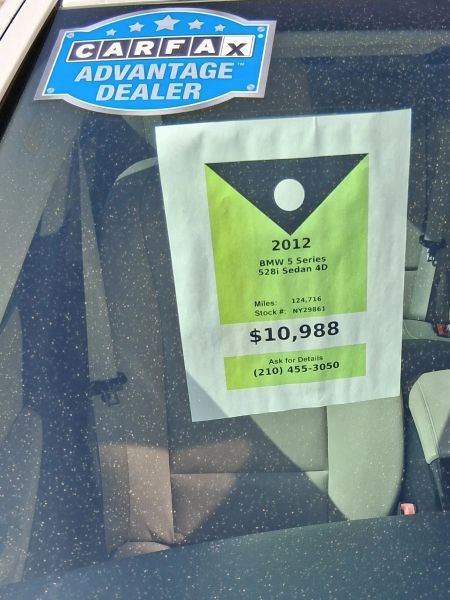 CARFAX
ADVANTAGE™
DEALER
2012
BMW 5 Series
528i Sedan 4D
Miles: 124,716
Stock #: NY29861
$10,988
Ask for Details
(210) 455-3050